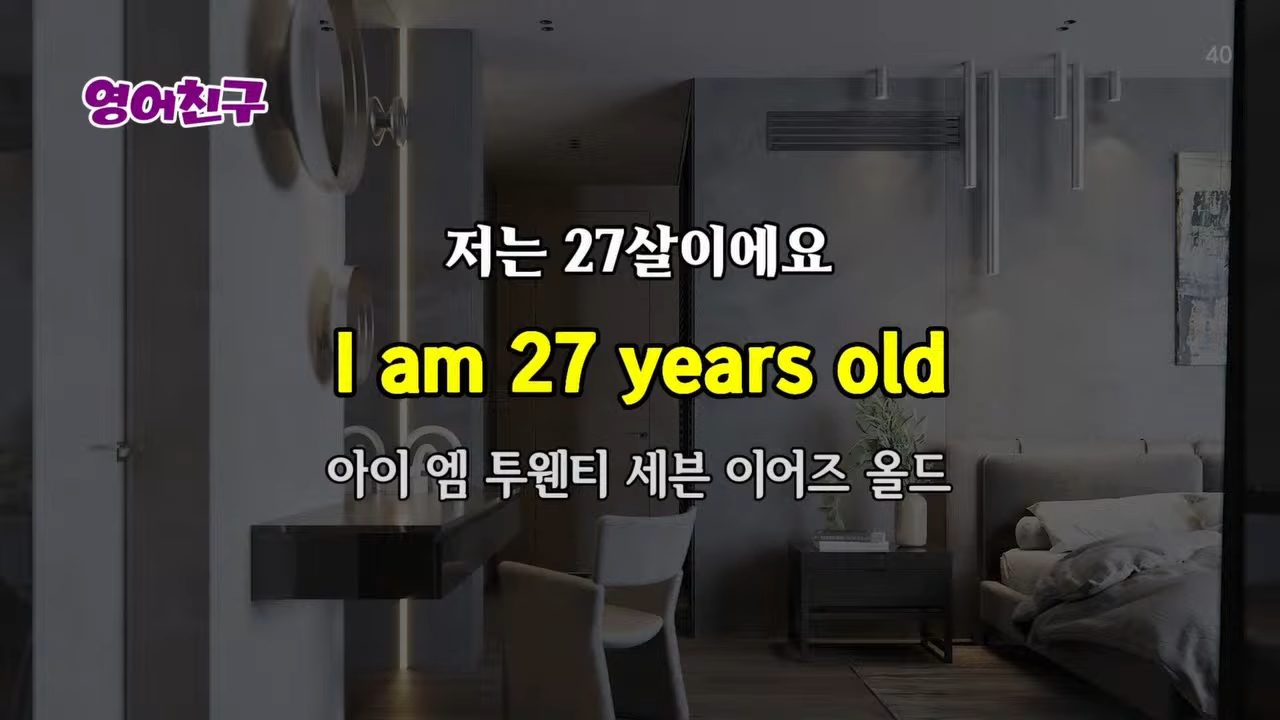 영어친구
40
저는 27살이에요
I am 27 years old
아이 엠 투웬티 세븐 이어즈 올드